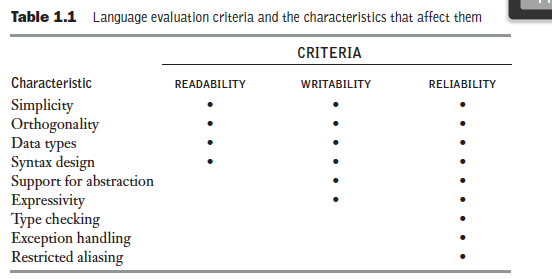 Table 1.1 Language evaluation criteria and the characteristics that affect them
CRITERIA
Characteristic READABILITY WRITABILITY RELIABILITY
Simplicity • • •
Orthogonality • • •
Data types • • •
Syntax design • • •
Support for abstraction • •
Expressivity • •
Type checking •
Exception handling •
Restricted aliasing •